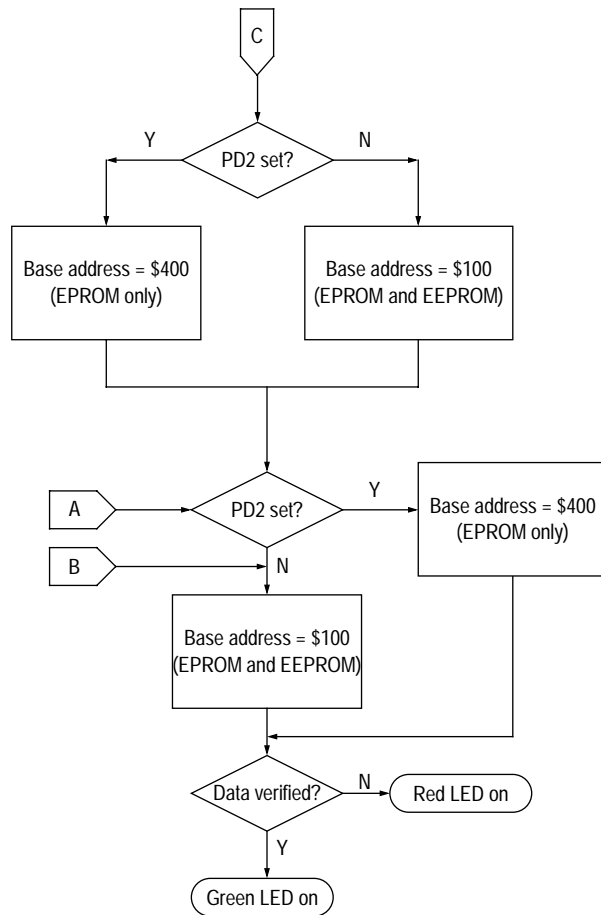 C
Y
PD2 set?
N
Base address = $400
(EPROM only)
Base address = $100
(EPROM and EEPROM)
A
PD2 set?
Y
Base address = $400
(EPROM only)
B
N
Base address = $100
(EPROM and EEPROM)
Data verified?
N
Red LED on
Y
Green LED on